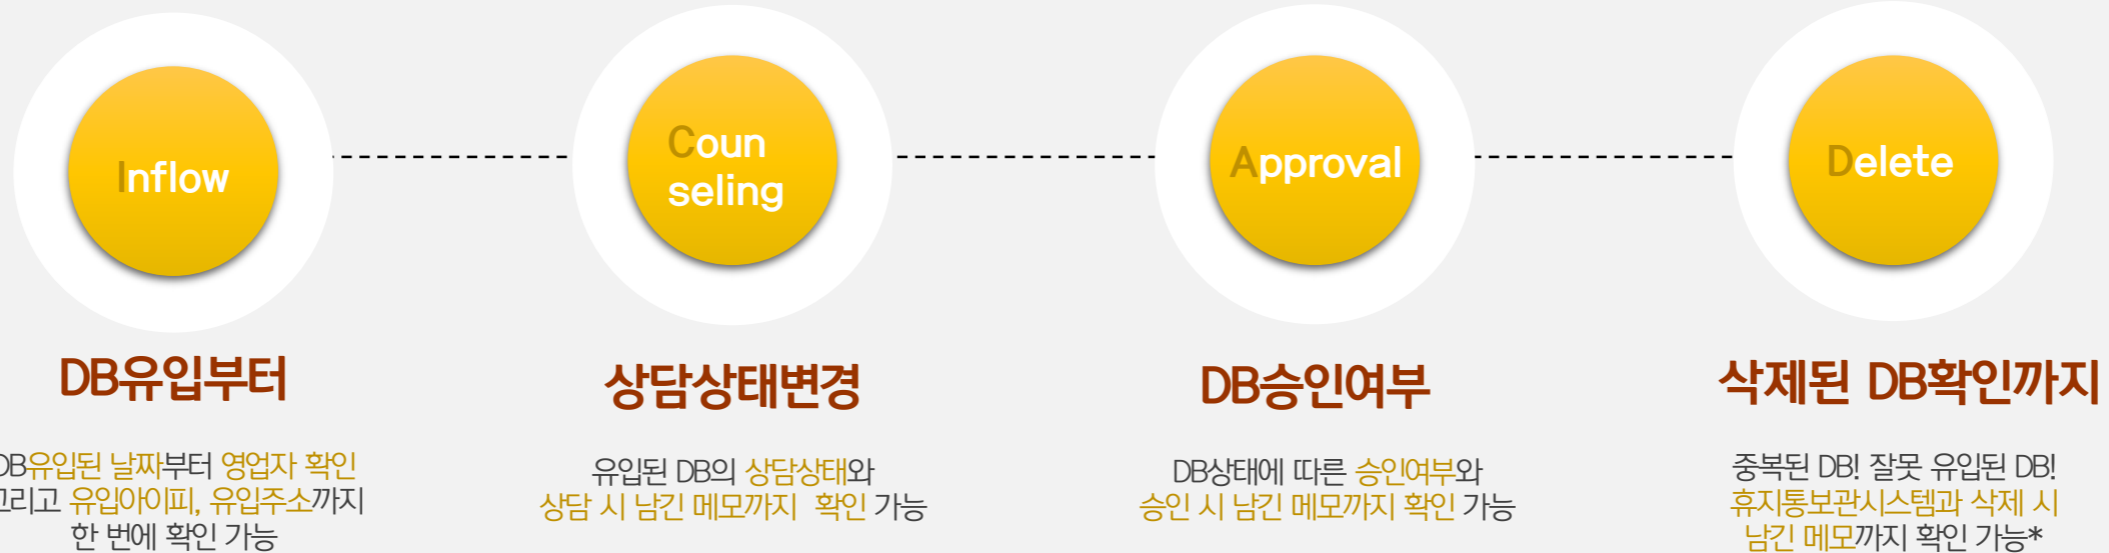 Inflow
Coun
seling
Approval
Delete
DB유입부터
DB유입된 날짜부터 영업자 확인
그리고 유입아이피, 유입주소까지
한 번에 확인 가능
상담상태변경
유입된 DB의 상담상태와
상담 시 남긴 메모까지 확인 가능
DB승인여부
DB상태에 따른 승인여부와
승인 시 남긴 메모까지 확인 가능
삭제된 DB확인까지
중복된 DB! 잘못 유입된 DB!
휴지통보관시스템과 삭제 시
남긴 메모까지 확인 가능*